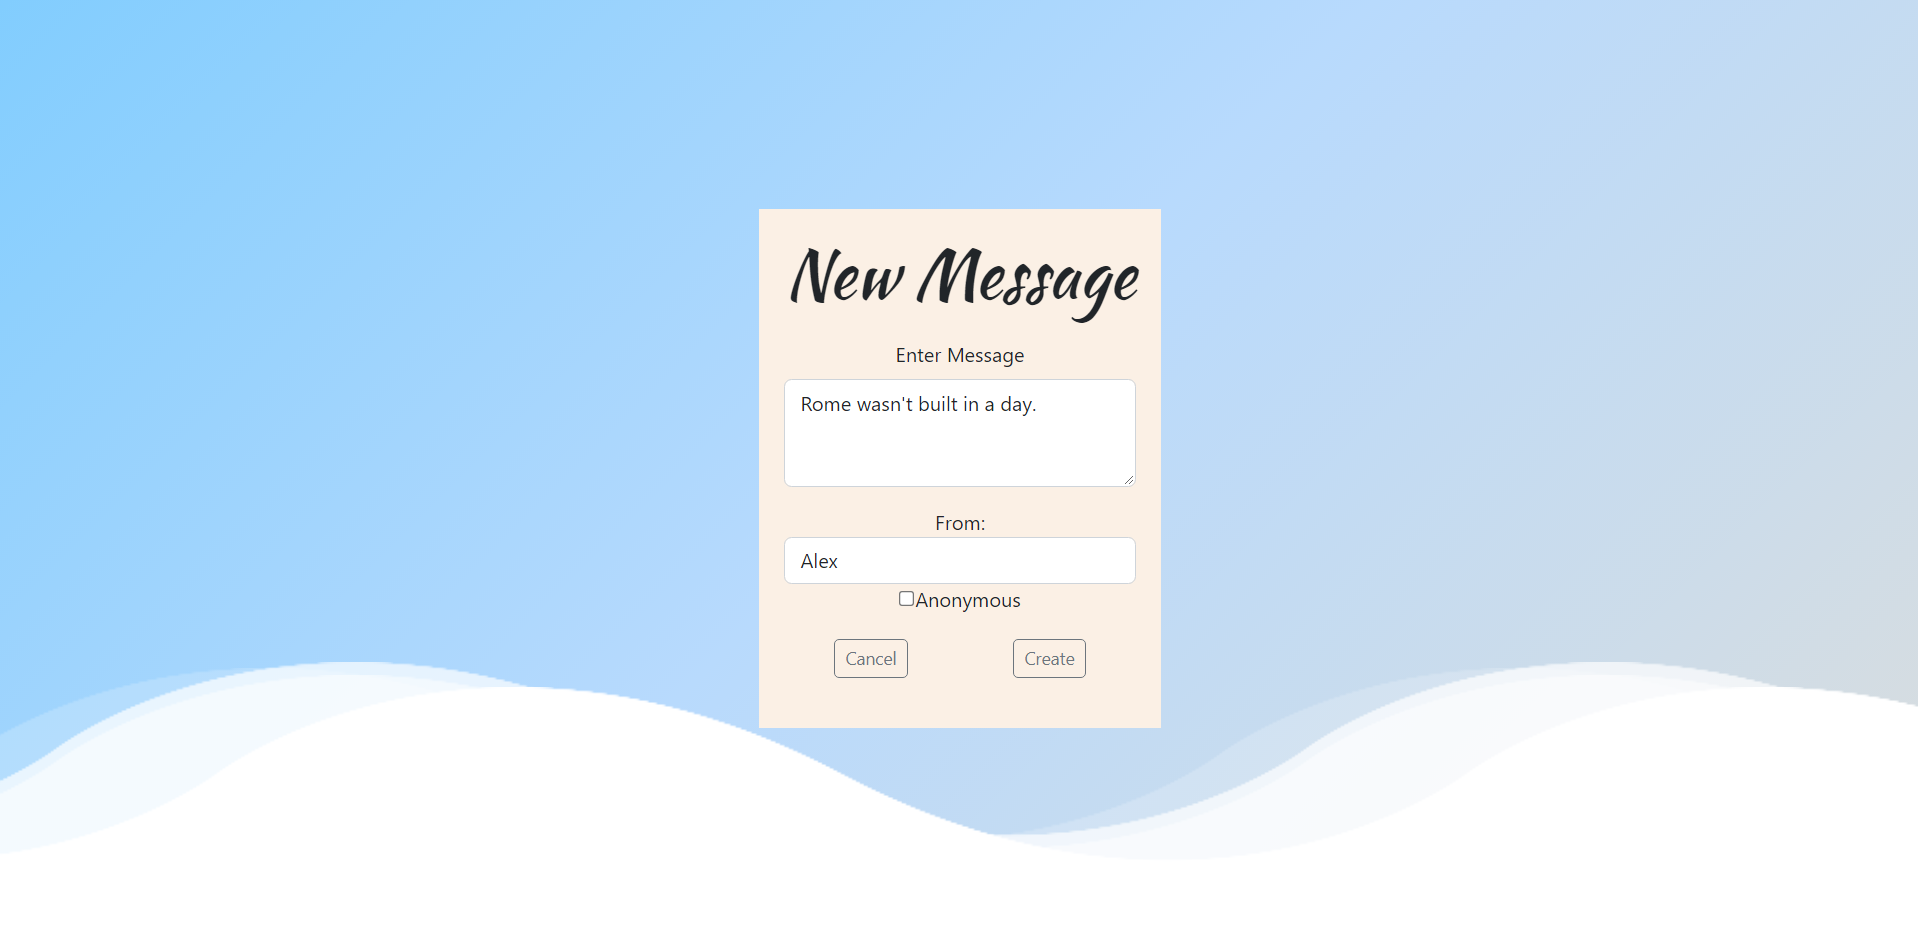 New Message
Enter Message
Rome wasn't built in a day.
From:
Alex
Anonymous
Cancel Create